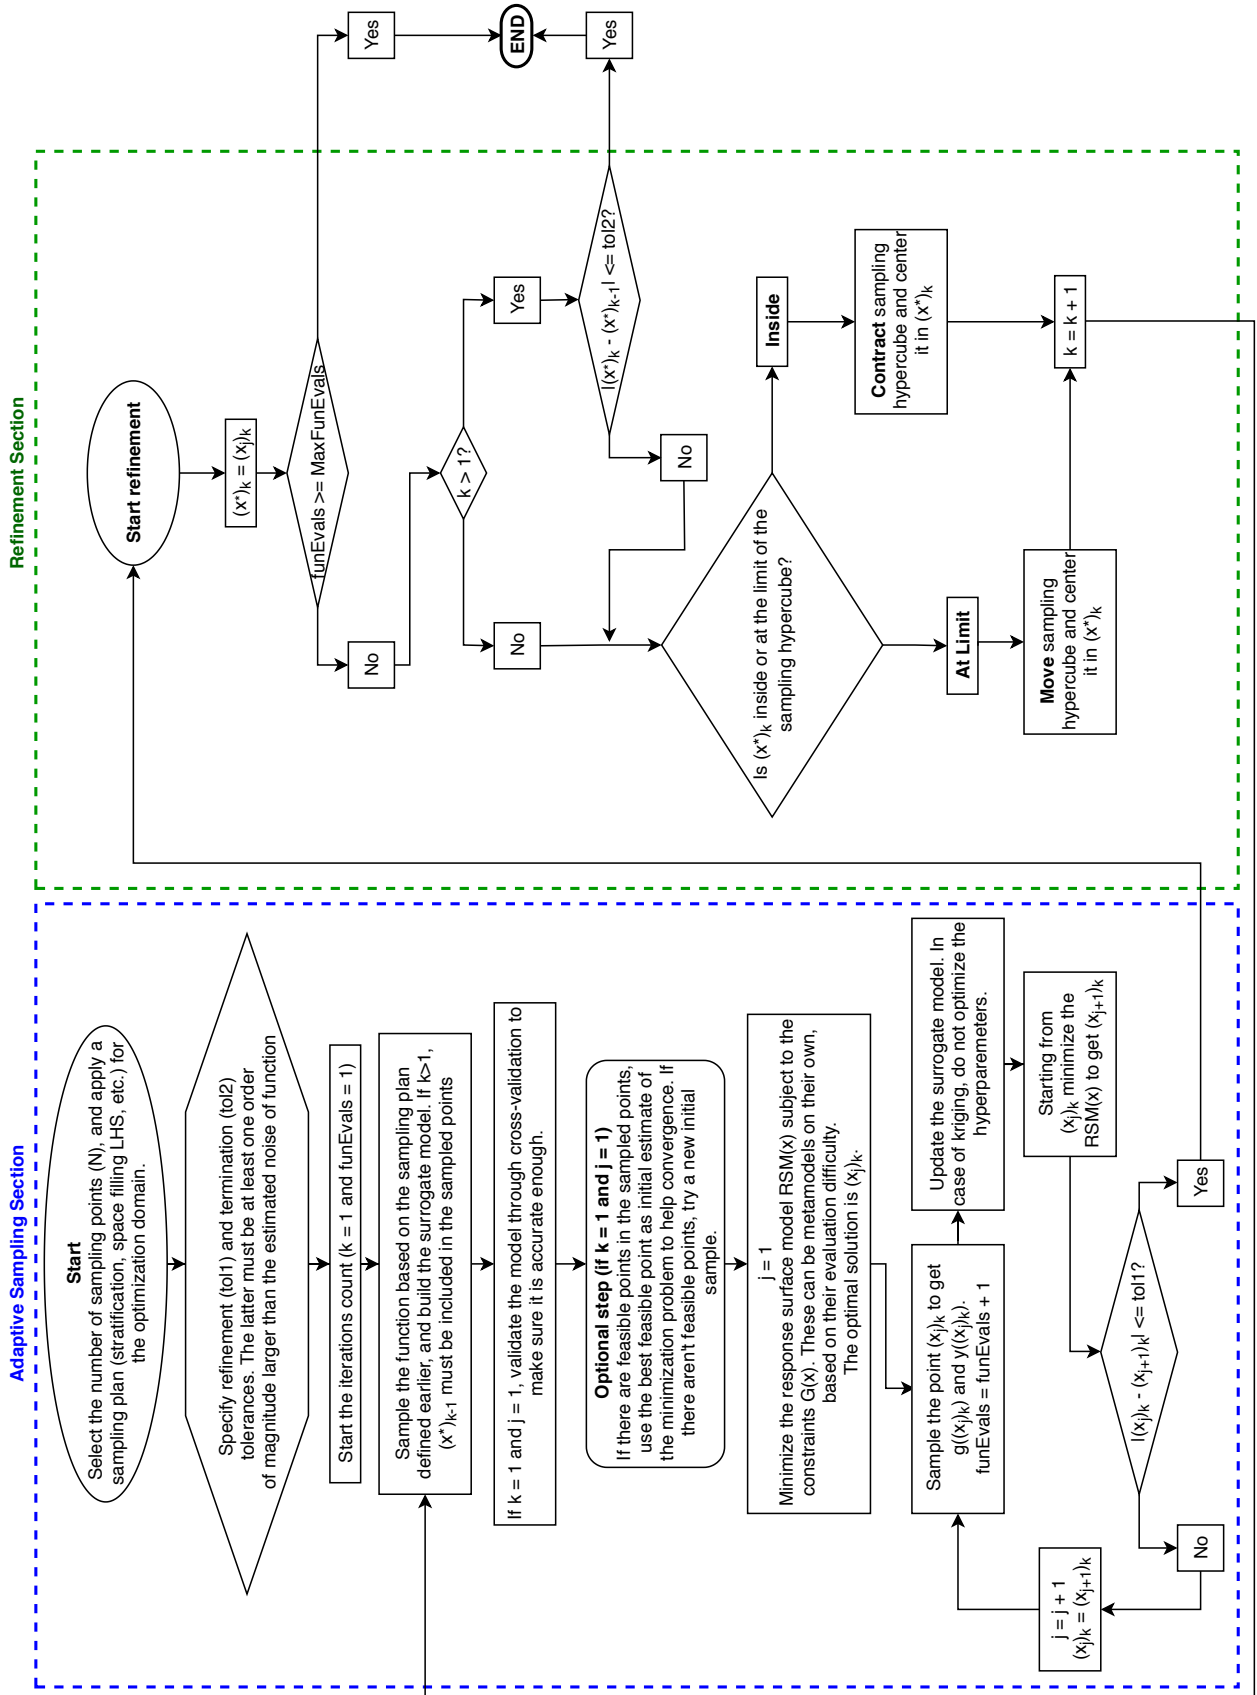 Adaptive Sampling Section
Start
Select the number of sampling points (N), and apply a
sampling plan (stratification, space filling LHS, etc.) for
the optimization domain.
Specify refinement (tol1) and termination (tol2)
tolerances. The latter must be at least one order
of magnitude larger than the estimated noise of function
Start the iterations count (k = 1 and funEvals = 1)
Sample the function based on the sampling plan
defined earlier, and build the surrogate model. If k>1,
(x*)k-1 must be included in the sampled points
If k = 1 and j = 1, validate the model through cross-validation to
make sure it is accurate enough.
Optional step (if k = 1 and j = 1)
If there are feasible points in the sampled points,
use the best feasible point as initial estimate of
the minimization problem to help convergence. If
there aren't feasible points, try a new initial
sample.
j = 1
Minimize the response surface model RSM(x) subject to the
constraints G(x). These can be metamodels on their own,
based on their evaluation difficulty.
The optimal solution is (xj)k.
Sample the point (xj)k to get
g((xj)k) and y((xj)k).
funEvals = funEvals + 1
Update the surrogate model. In
case of kriging, do not optimize the
hyperparemeters.
Starting from
(xj)k minimize the
RSM(x) to get (xj+1)k
|(xj)k - (xj+1)k| <= tol1?
No
Yes
j = j + 1
(xj)k = (xj+1)k
Refinement Section
Start refinement
(x*)k = (xj)k
funEvals >= MaxFunEvals
No
Yes
k > 1?
No
Yes
|(x*)k - (x*)k-1| <= tol2?
No
Yes
END
Is (x*)k inside or at the limit of the
sampling hypercube?
At Limit
Inside
Move sampling
hypercube and center
it in (x*)k
Contract sampling
hypercube and center
it in (x*)k
k = k + 1